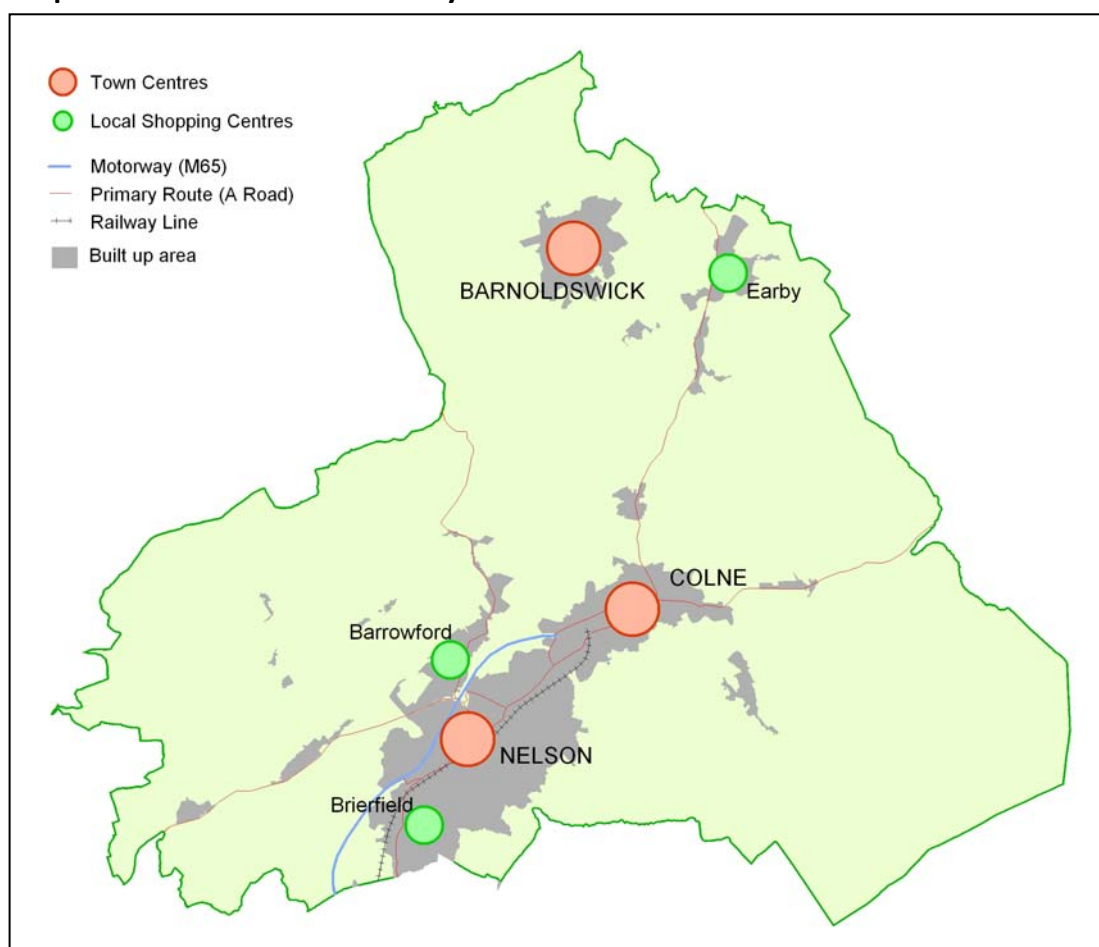 Town Centres
Local Shopping Centres
Motorway (M65)
Primary Route (A Road)
Railway Line
Built up area
BARNOLDSWICK
Earby
COLNE
Barrowford
NELSON
Brierfield